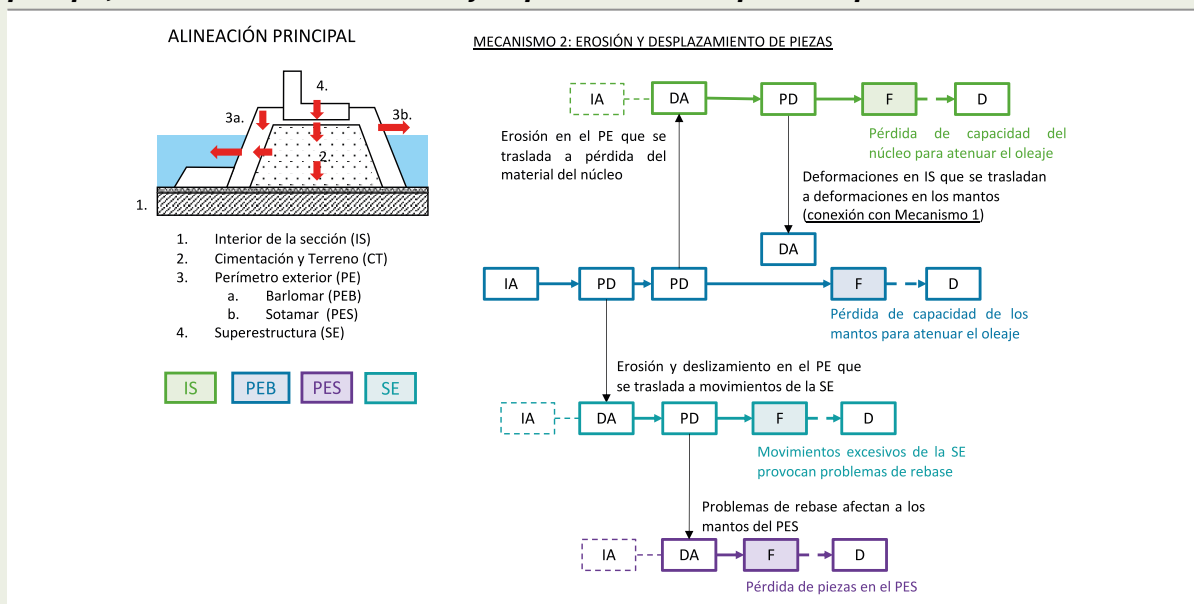 ALINEACIÓN PRINCIPAL
4.
3a.
3b.
2.
1.
1. Interior de la sección (IS)
2. Cimentación y Terreno (CT)
3. Perímetro exterior (PE)
a. Barlomar (PEB)
b. Sotamar (PES)
4. Superestructura (SE)
IS PEB PES SE
MECANISMO 2: EROSIÓN Y DESPLAZAMIENTO DE PIEZAS
IA DA PD F D
Erosión en el PE que se
traslada a pérdida del
material del núcleo
Pérdida de capacidad del
núcleo para atenuar el oleaje
Deformaciones en IS que se trasladan
a deformaciones en los mantos
(conexión con Mecanismo 1)
DA
IA PD PD F D
Pérdida de capacidad de los
mantos para atenuar el oleaje
Erosión y deslizamiento en el PE que
se traslada a movimientos de la SE
IA DA PD F D
Movimientos excesivos de la SE
provocan problemas de rebase
Problemas de rebase afectan a los
mantos del PES
IA DA F D
Pérdida de piezas en el PES